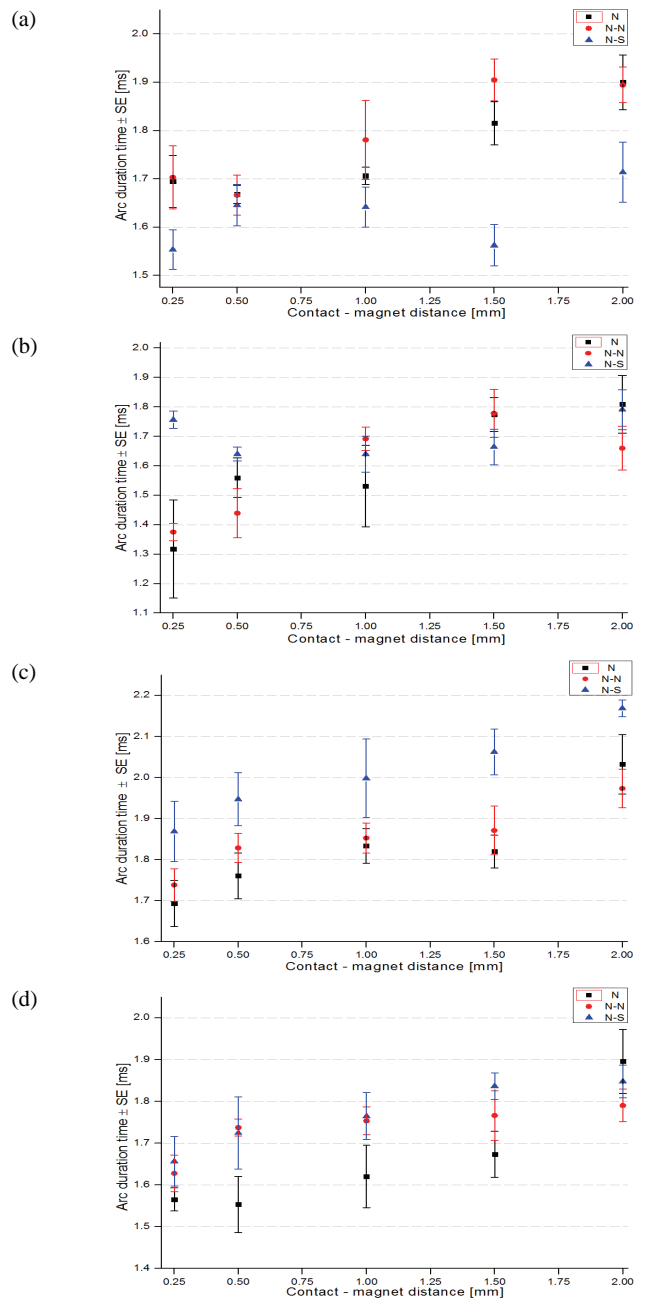 (a)
N
N-N
N-S
Arc duration time ± SE [ms]
2.0
1.9
1.8
1.7
1.6
1.5
0.25 0.50 0.75 1.00 1.25 1.50 1.75 2.00
Contact - magnet distance [mm]
(b)
N
N-N
N-S
Arc duration time ± SE [ms]
2.0
1.9
1.8
1.7
1.6
1.5
1.4
1.3
1.2
1.1
0.25 0.50 0.75 1.00 1.25 1.50 1.75 2.00
Contact - magnet distance [mm]
(c)
N
N-N
N-S
Arc duration time ± SE [ms]
2.2
2.1
2.0
1.9
1.8
1.7
1.6
0.25 0.50 0.75 1.00 1.25 1.50 1.75 2.00
Contact - magnet distance [mm]
(d)
N
N-N
N-S
Arc duration time ± SE [ms]
2.0
1.9
1.8
1.7
1.6
1.5
1.4
0.25 0.50 0.75 1.00 1.25 1.50 1.75 2.00
Contact - magnet distance [mm]